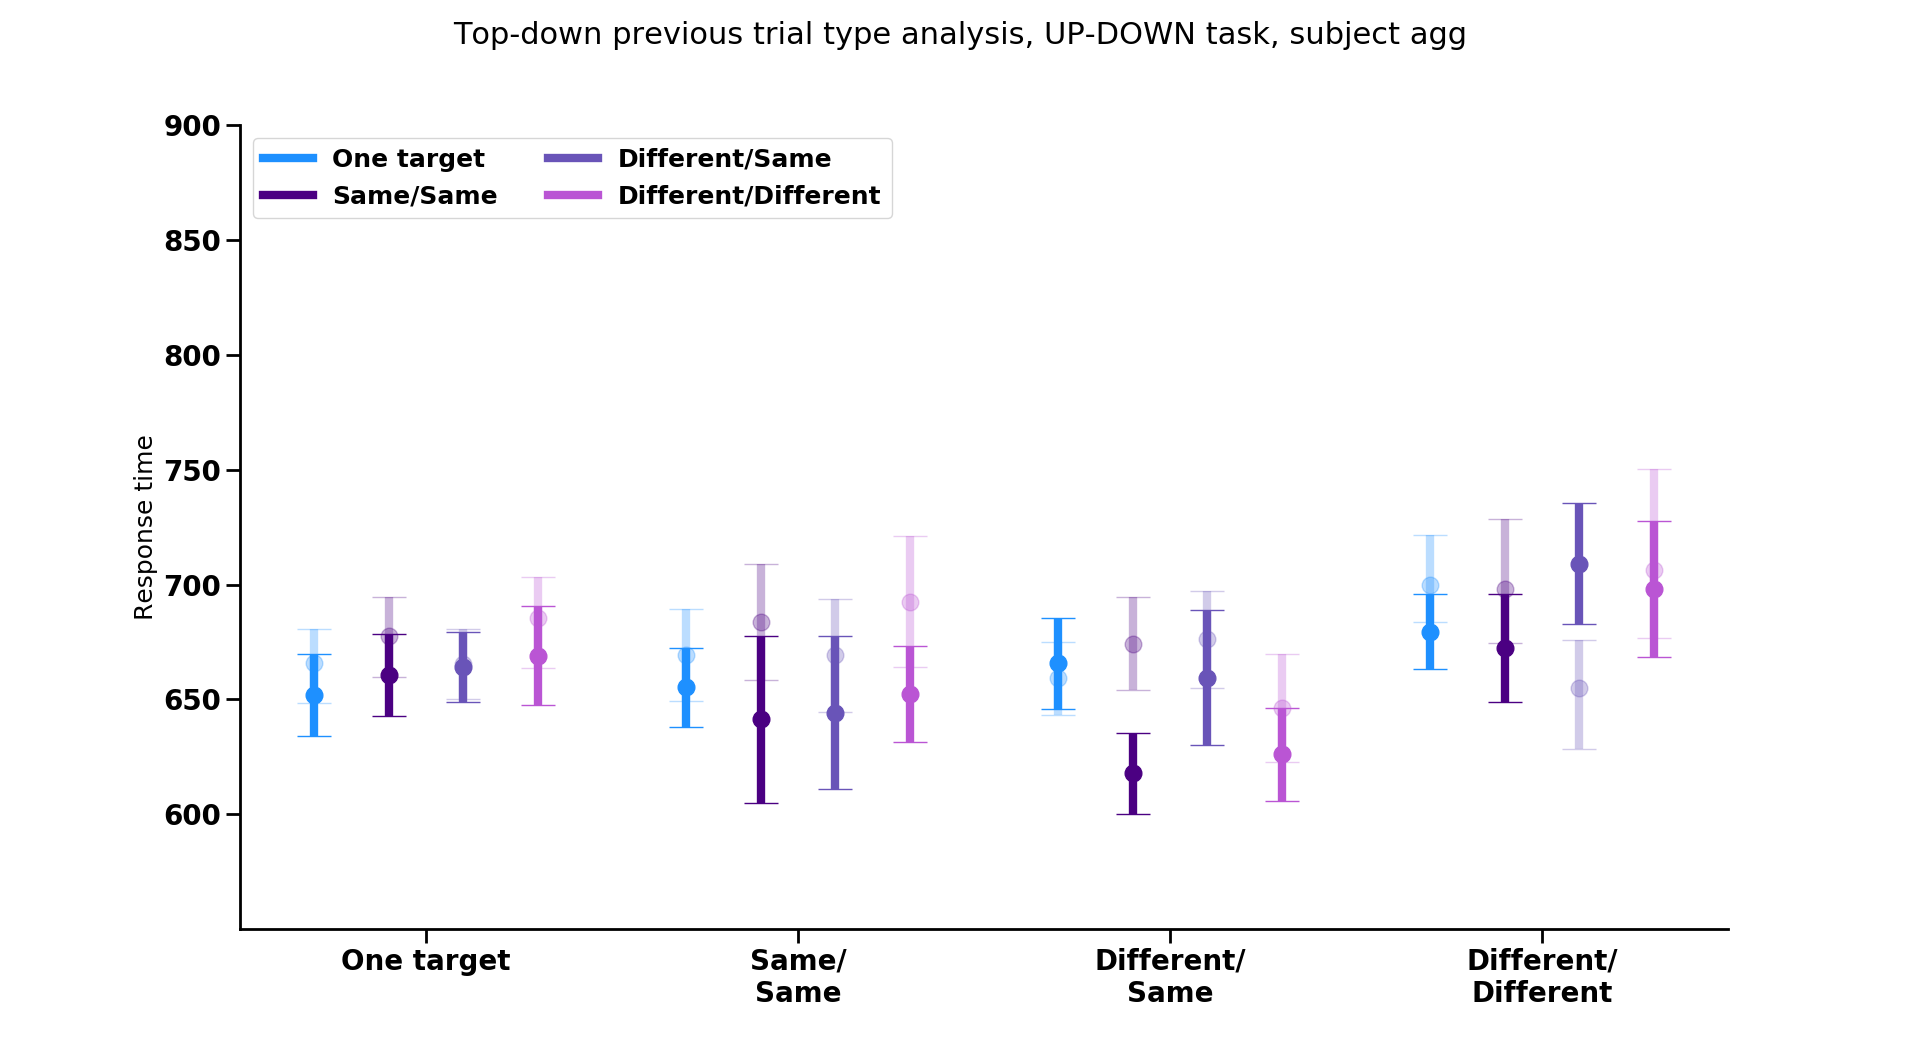 Top-down previous trial type analysis, UP-DOWN task, subject agg
900
850
800
750
700
650
600
Response time
One target
Same/Same
Different/Same
Different/Different
One target
Same/
Same
Different/
Same
Different/
Different